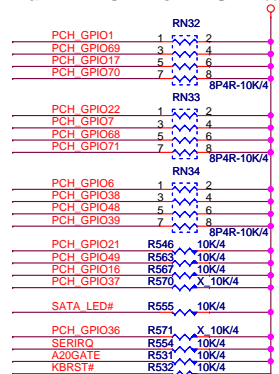 RN32
PCH_GPIO1 1 2
PCH_GPIO69 3 4
PCH_GPIO17 5 6
PCH_GPIO70 7 8
8P4R-10K/4
RN33
PCH_GPIO22 1 2
PCH_GPIO7 3 4
PCH_GPIO68 5 6
PCH_GPIO71 7 8
8P4R-10K/4
RN34
PCH_GPIO6 1 2
PCH_GPIO38 3 4
PCH_GPIO48 5 6
PCH_GPIO39 7 8
8P4R-10K/4
PCH_GPIO21 R546 10K/4
PCH_GPIO49 R563 10K/4
PCH_GPIO16 R567 10K/4
PCH_GPIO37 R570 X_10K/4
SATA_LED# R555 10K/4
PCH_GPIO36 R571 X_10K/4
SERIRQ R554 10K/4
A20GATE R531 10K/4
KBRST# R532 10K/4